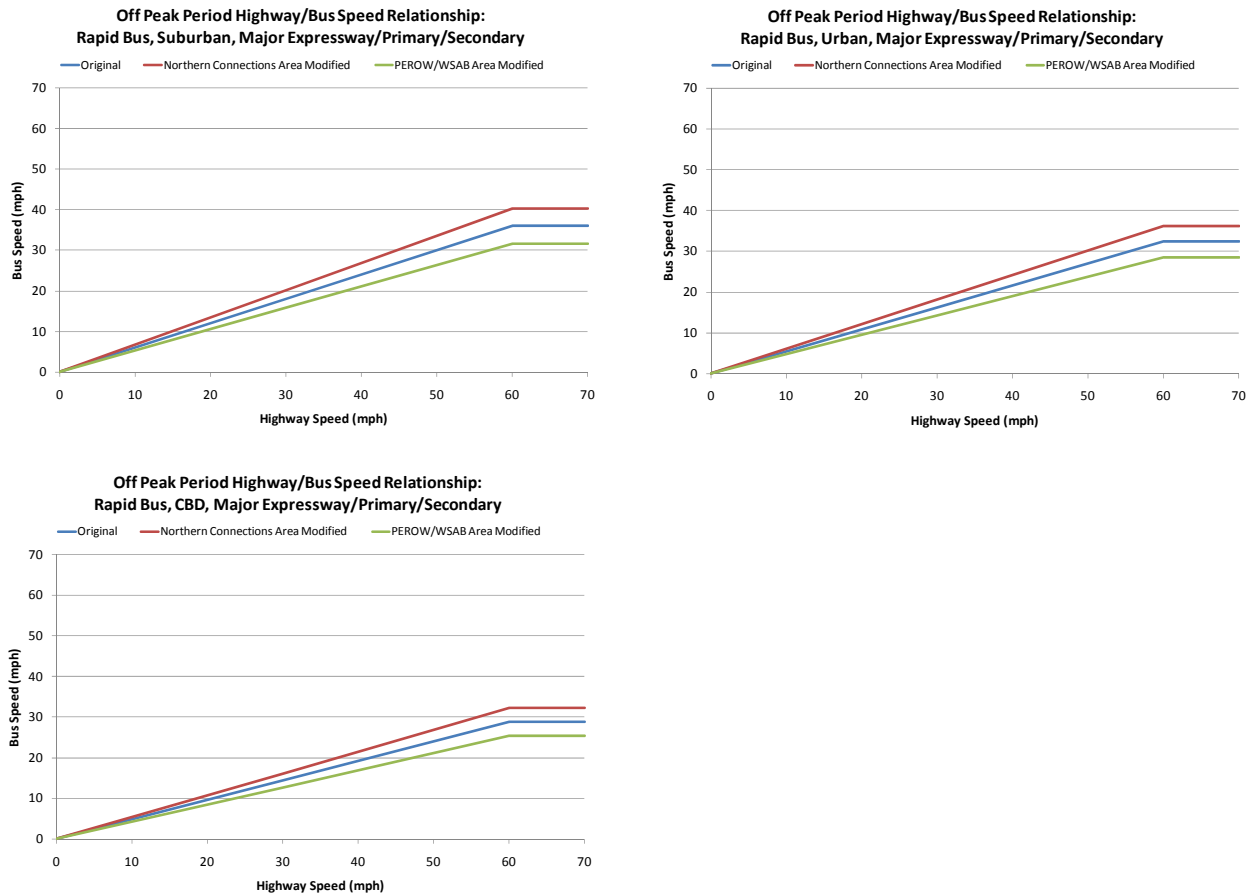 Off Peak Period Highway/Bus Speed Relationship:
Rapid Bus, Suburban, Major Expressway/Primary/Secondary
Original Northern Connections Area Modified PEROW/WSAB Area Modified
70
60
50
40
30
20
10
0
Bus Speed (mph)
0 10 20 30 40 50 60 70
Highway Speed (mph)
Off Peak Period Highway/Bus Speed Relationship:
Rapid Bus, Urban, Major Expressway/Primary/Secondary
Original Northern Connections Area Modified PEROW/WSAB Area Modified
70
60
50
40
30
20
10
0
Bus Speed (mph)
0 10 20 30 40 50 60 70
Highway Speed (mph)
Off Peak Period Highway/Bus Speed Relationship:
Rapid Bus, CBD, Major Expressway/Primary/Secondary
Original Northern Connections Area Modified PEROW/WSAB Area Modified
70
60
50
40
30
20
10
0
Bus Speed (mph)
0 10 20 30 40 50 60 70
Highway Speed (mph)